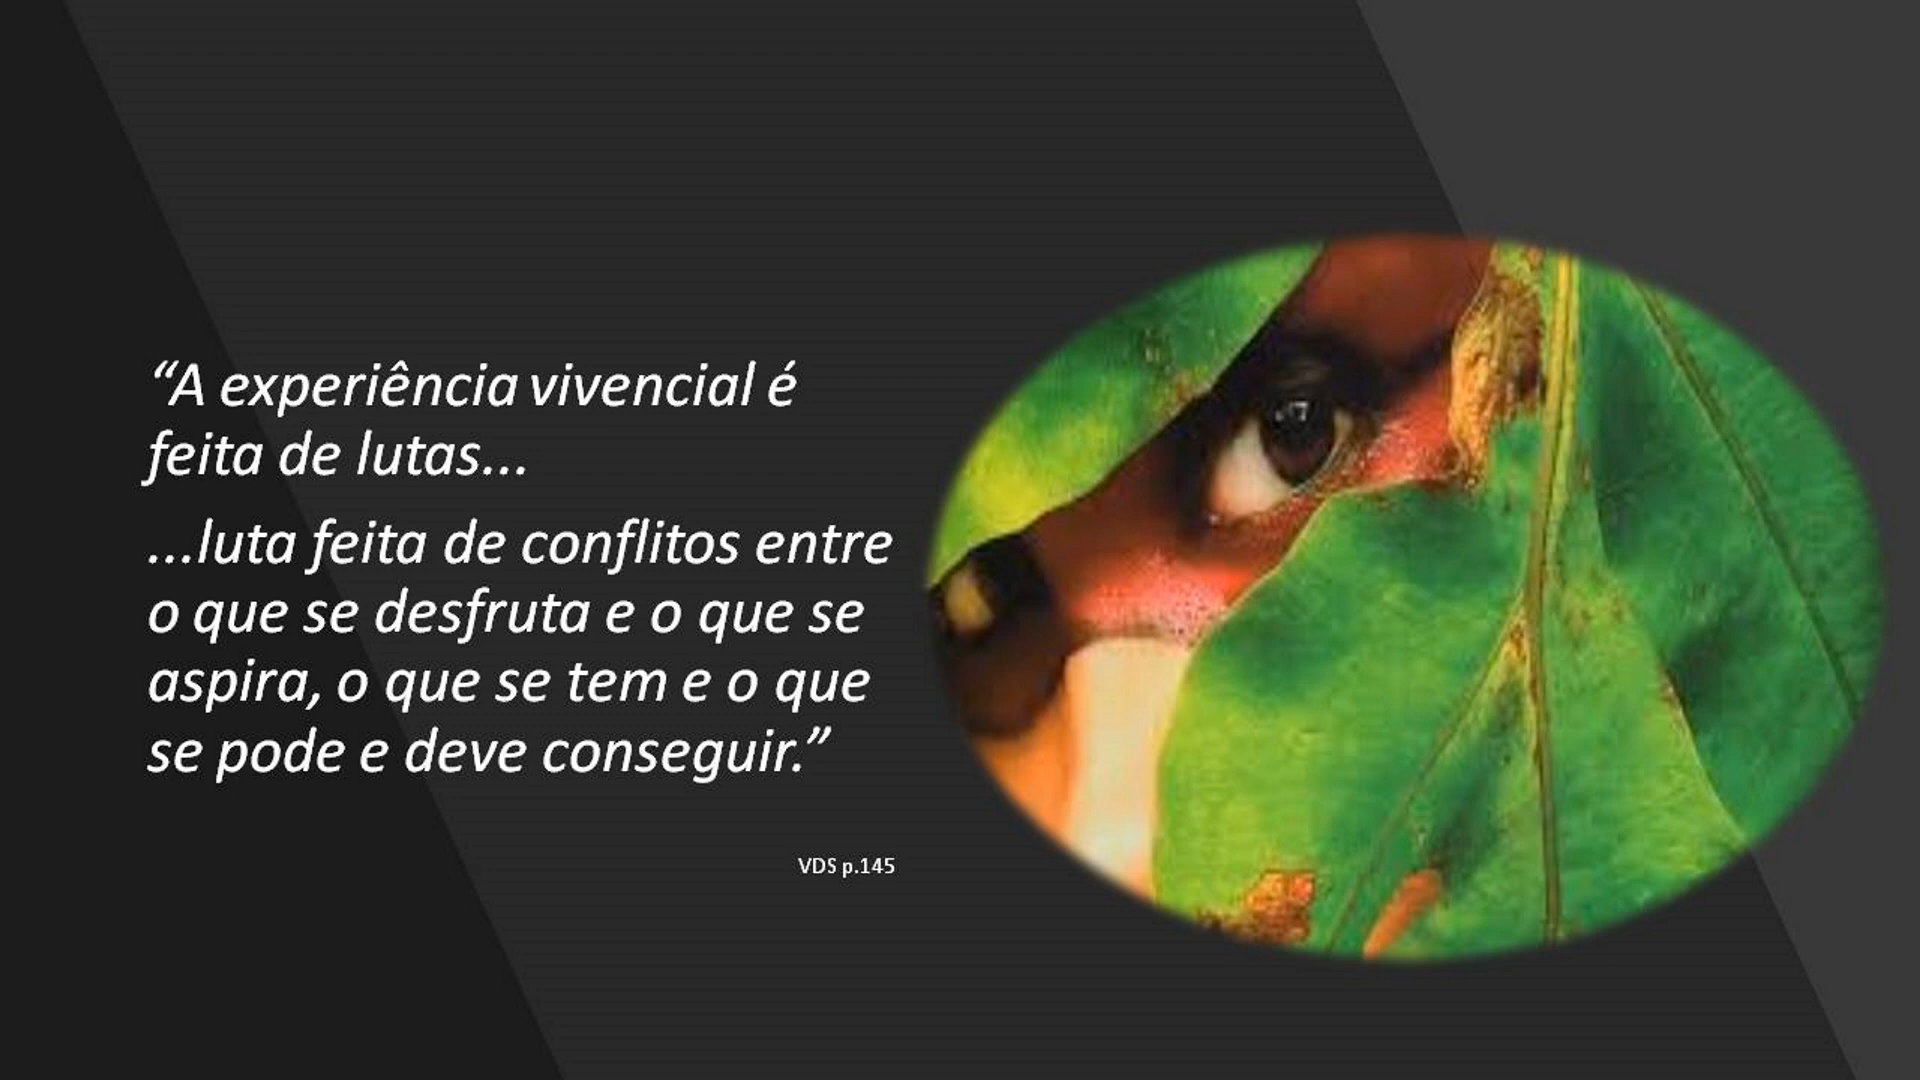 “A experiência vivencial é
feita de lutas...
...luta feita de conflitos entre
o que se desfruta e o que se
aspira, o que se tem e o que
se pode e deve conseguir.”
VDS p.145